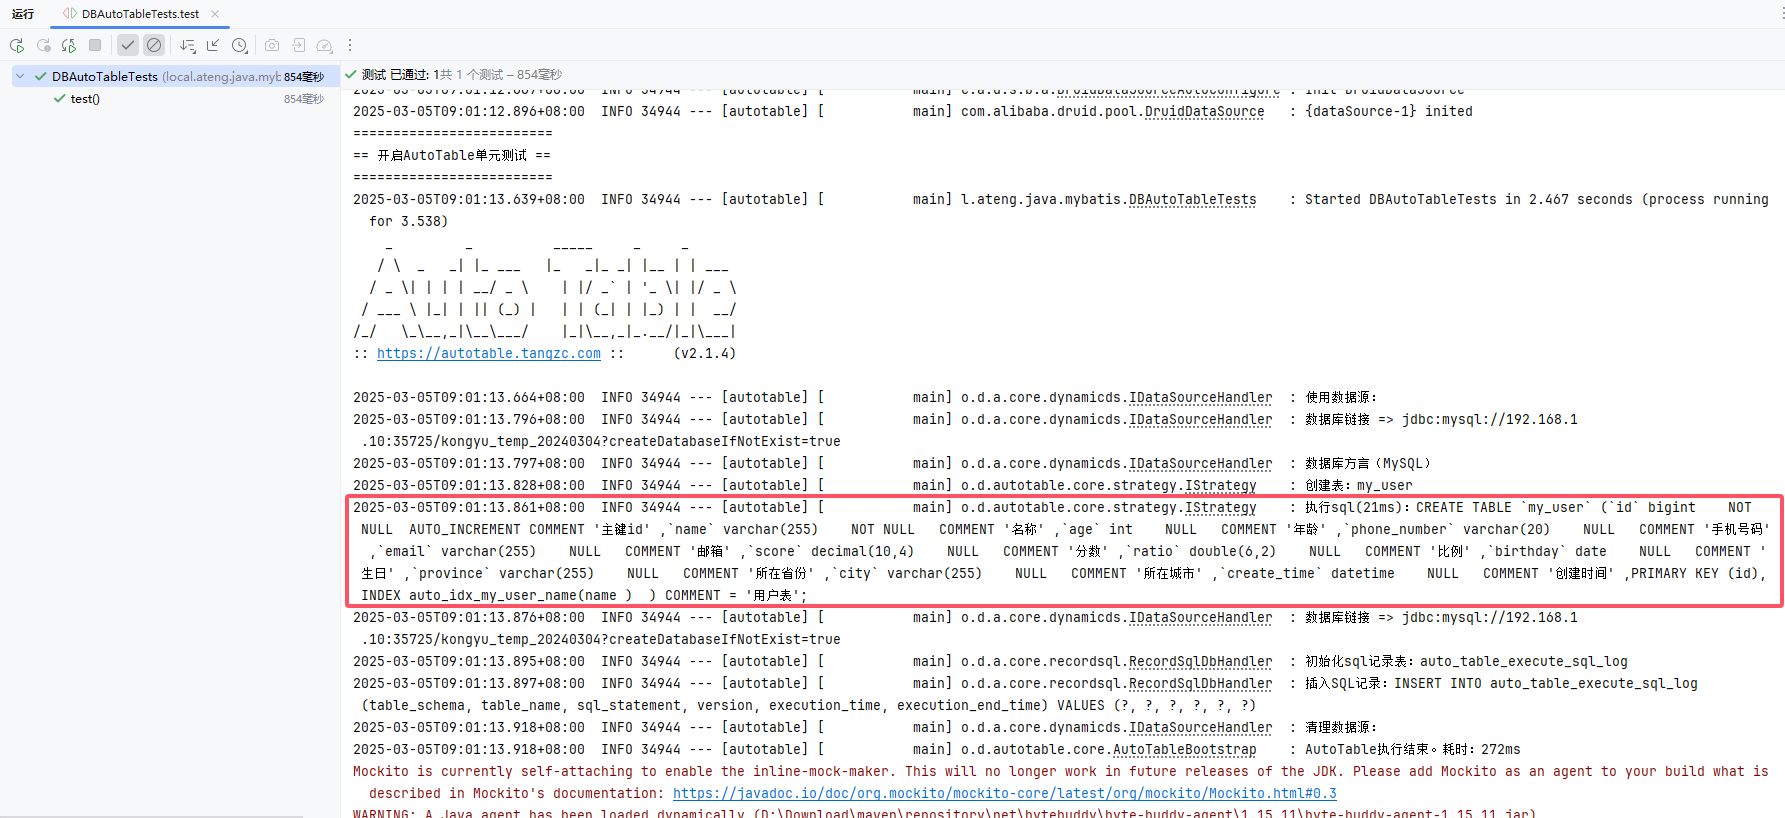 运行 DBAutoTableTests.test
DBAutoTableTests (local.ateng.java.myb 854毫秒
test() 854毫秒
测试 已通过: 1共 1 个测试 – 854毫秒
2025-03-05T09:01:12.896+08:00  INFO 34944 --- [autotable] [           main] com.alibaba.druid.pool.DruidDataSource   : {dataSource-1} inited
=========================
== 开启AutoTable单元测试 ==
=========================
2025-03-05T09:01:13.639+08:00  INFO 34944 --- [autotable] [           main] l.ateng.java.mybatis.DBAutoTableTests    : Started DBAutoTableTests in 2.467 seconds (process running
for 3.538)
Auto Table
:: https://autotable.tangzc.com ::      (v2.1.4)
2025-03-05T09:01:13.664+08:00  INFO 34944 --- [autotable] [           main] o.d.a.core.dynamicds.IDataSourceHandler  : 使用数据源：
2025-03-05T09:01:13.796+08:00  INFO 34944 --- [autotable] [           main] o.d.a.core.dynamicds.IDataSourceHandler  : 数据库链接 => jdbc:mysql://192.168.1
.10:35725/kongyu_temp_20240304?createDatabaseIfNotExist=true
2025-03-05T09:01:13.797+08:00  INFO 34944 --- [autotable] [           main] o.d.a.core.dynamicds.IDataSourceHandler  : 数据库方言（MySQL）
2025-03-05T09:01:13.828+08:00  INFO 34944 --- [autotable] [           main] o.d.autotable.core.strategy.IStrategy    : 创建表：my_user
2025-03-05T09:01:13.861+08:00  INFO 34944 --- [autotable] [           main] o.d.autotable.core.strategy.IStrategy    : 执行sql(21ms)：CREATE TABLE `my_user` (`id` bigint    NOT
NULL  AUTO_INCREMENT COMMENT '主键id' ,`name` varchar(255)    NOT NULL   COMMENT '名称' ,`age` int    NULL   COMMENT '年龄' ,`phone_number` varchar(20)    NULL   COMMENT '手机号码'
,`email` varchar(255)    NULL   COMMENT '邮箱' ,`score` decimal(10,4)    NULL   COMMENT '分数' ,`ratio` double(6,2)    NULL   COMMENT '比例' ,`birthday` date    NULL   COMMENT '
生日' ,`province` varchar(255)    NULL   COMMENT '所在省份' ,`city` varchar(255)    NULL   COMMENT '所在城市' ,`create_time` datetime    NULL   COMMENT '创建时间' ,PRIMARY KEY (id),
INDEX auto_idx_my_user_name(name )  ) COMMENT = '用户表';
2025-03-05T09:01:13.876+08:00  INFO 34944 --- [autotable] [           main] o.d.a.core.dynamicds.IDataSourceHandler  : 数据库链接 => jdbc:mysql://192.168.1
.10:35725/kongyu_temp_20240304?createDatabaseIfNotExist=true
2025-03-05T09:01:13.895+08:00  INFO 34944 --- [autotable] [           main] o.d.a.core.recordsql.RecordSqlDbHandler  : 初始化sql记录表：auto_table_execute_sql_log
2025-03-05T09:01:13.897+08:00  INFO 34944 --- [autotable] [           main] o.d.a.core.recordsql.RecordSqlDbHandler  : 插入SQL记录：INSERT INTO auto_table_execute_sql_log
(table_schema, table_name, sql_statement, version, execution_time, execution_end_time) VALUES (?, ?, ?, ?, ?, ?)
2025-03-05T09:01:13.918+08:00  INFO 34944 --- [autotable] [           main] o.d.a.core.dynamicds.IDataSourceHandler  : 清理数据源：
2025-03-05T09:01:13.918+08:00  INFO 34944 --- [autotable] [           main] o.d.autotable.core.AutoTableBootstrap    : AutoTable执行结束。耗时：272ms
Mockito is currently self-attaching to enable the inline-mock-maker. This will no longer work in future releases of the JDK. Please add Mockito as an agent to your build what is
described in Mockito's documentation: https://javadoc.io/doc/org.mockito/mockito-core/latest/org/mockito/Mockito.html#0.3
WARNING: A Java agent has been loaded dynamically (D:\Download\maven\repository\net\bytebuddy\byte-buddy-agent\1.15.11\byte-buddy-agent-1.15.11.jar)